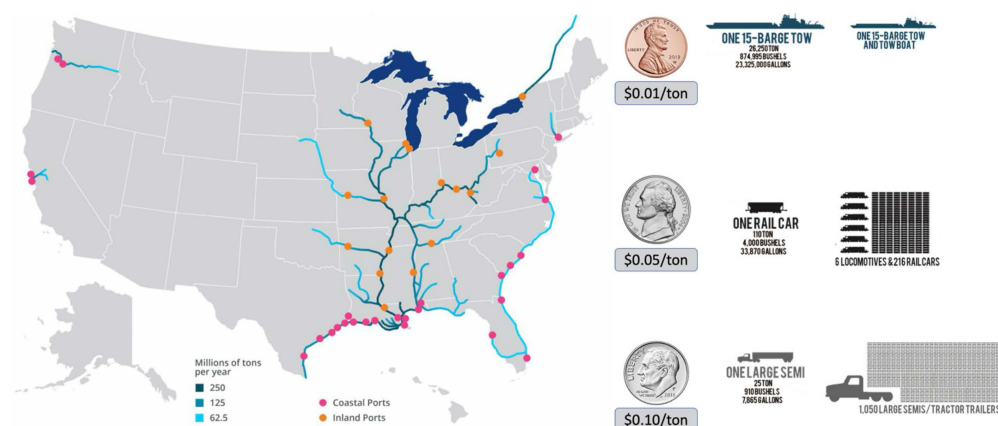 Millions of tons
per year
250
125
62.5
Coastal Ports
Inland Ports
LIBERTY
$0.01/ton
ONE 15-BARGE TOW
26,250 TON
874,995 BUSHELS
23,325,000 GALLONS
ONE 15-BARGE TOW
AND TOW BOAT
$0.05/ton
ONE RAIL CAR
110 TON
4,000 BUSHELS
33,870 GALLONS
6 LOCOMOTIVES & 216 RAIL CARS
LIBERTY
$0.10/ton
ONE LARGE SEMI
25 TON
910 BUSHELS
7,865 GALLONS
1,050 LARGE SEMIS / TRACTOR TRAILERS